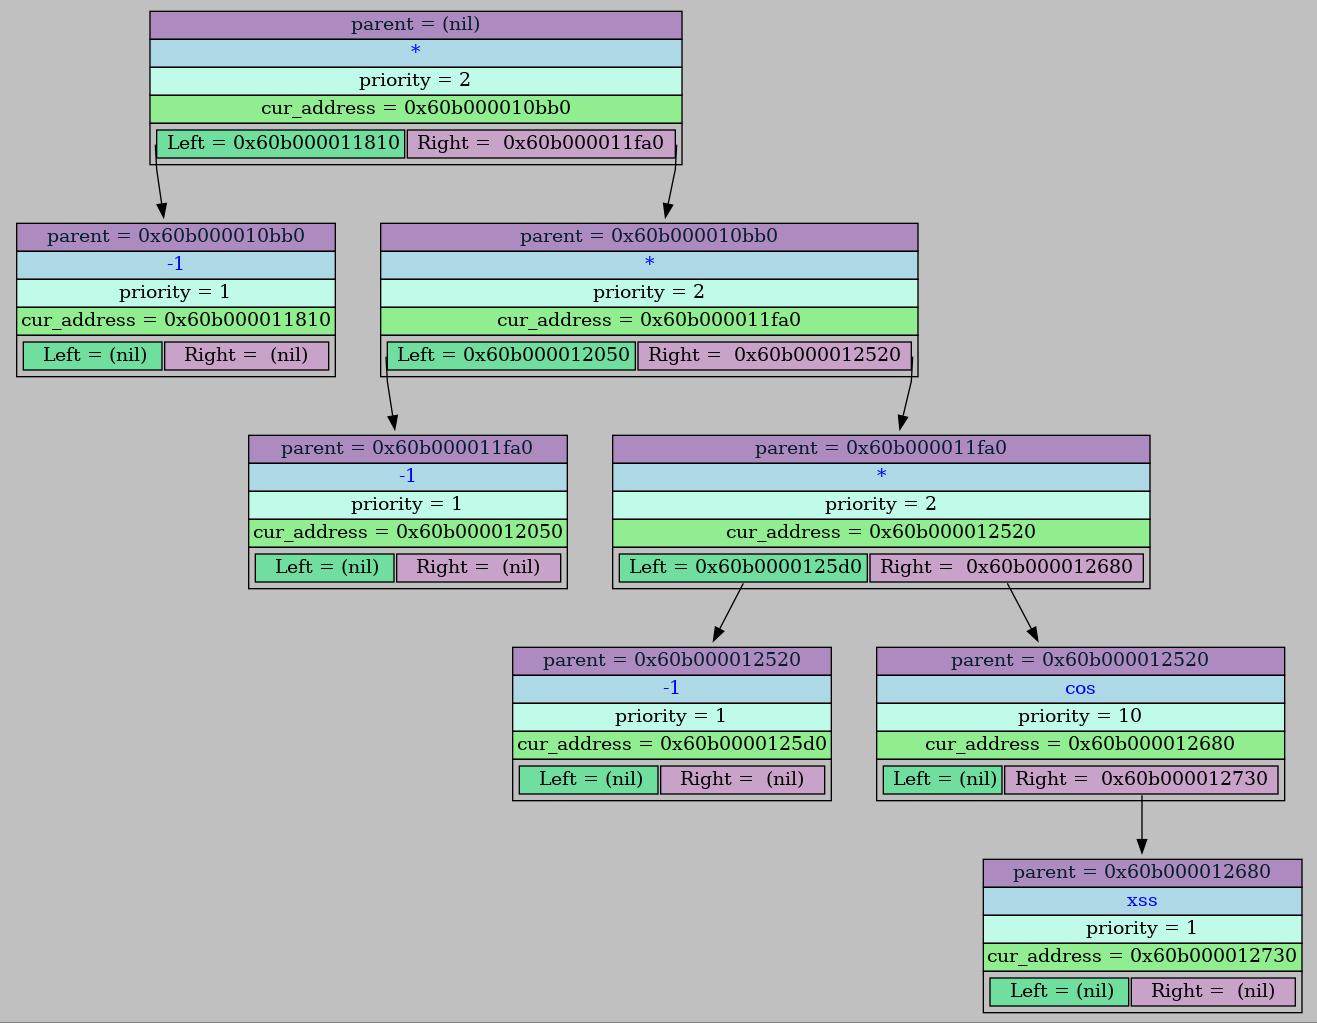 parent = (nil)
*
priority = 2
cur_address = 0x60b000010bb0
Left = 0x60b000011810 Right =  0x60b000011fa0
parent = 0x60b000010bb0
-1
priority = 1
cur_address = 0x60b000011810
Left = (nil) Right =  (nil)
parent = 0x60b000010bb0
*
priority = 2
cur_address = 0x60b000011fa0
Left = 0x60b000012050 Right =  0x60b000012520
parent = 0x60b000011fa0
-1
priority = 1
cur_address = 0x60b000012050
Left = (nil) Right =  (nil)
parent = 0x60b000011fa0
*
priority = 2
cur_address = 0x60b000012520
Left = 0x60b0000125d0 Right =  0x60b000012680
parent = 0x60b000012520
-1
priority = 1
cur_address = 0x60b0000125d0
Left = (nil) Right =  (nil)
parent = 0x60b000012520
cos
priority = 10
cur_address = 0x60b000012680
Left = (nil) Right =  0x60b000012730
parent = 0x60b000012680
xss
priority = 1
cur_address = 0x60b000012730
Left = (nil) Right =  (nil)